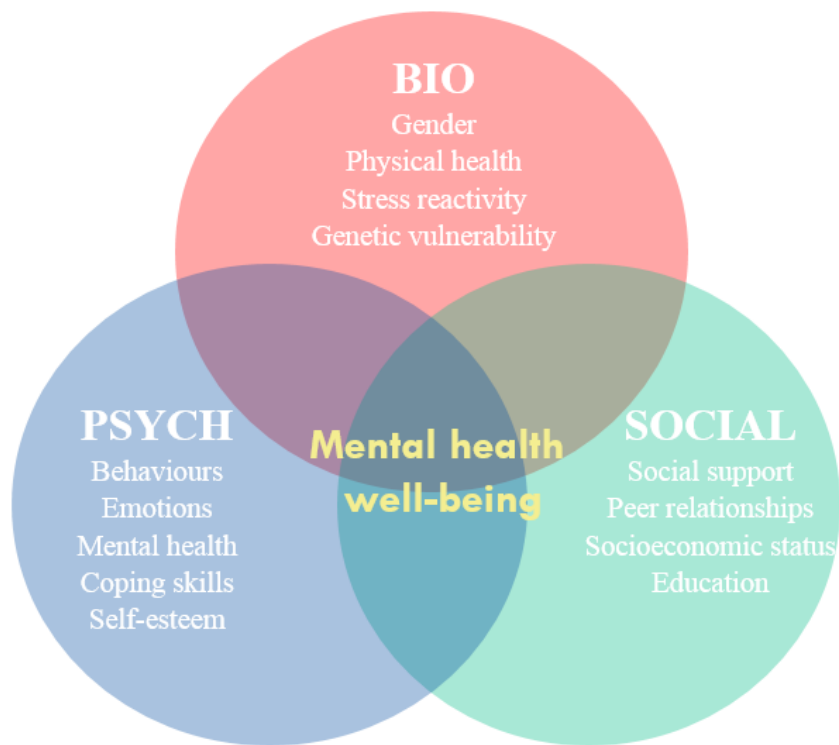 BIO
Gender
Physical health
Stress reactivity
Genetic vulnerability
PSYCH
Behaviours
Emotions
Mental health
Coping skills
Self-esteem
Mental health
well-being
SOCIAL
Social support
Peer relationships
Socioeconomic status
Education